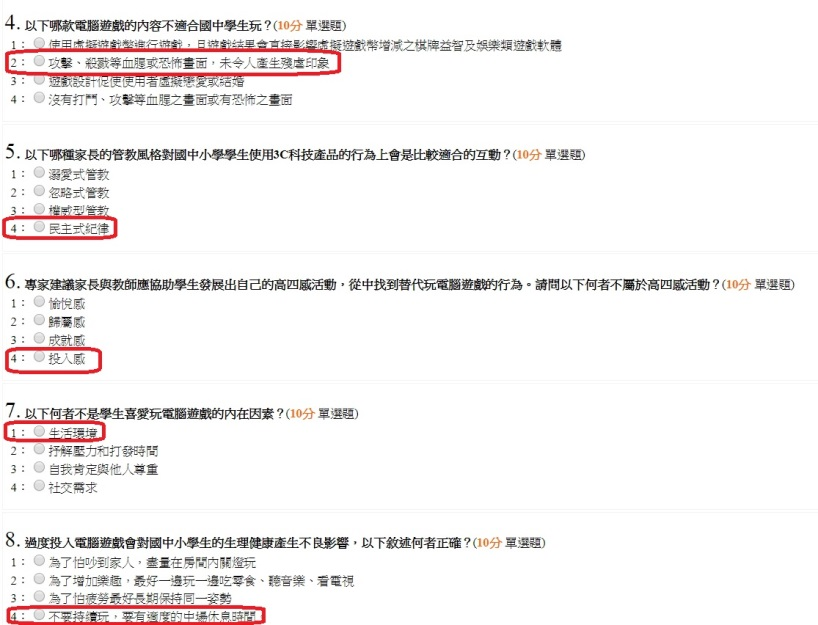 4. 以下哪款電腦遊戲的內容不適合國中學生玩？(10分 單選題)
1： 使用虛擬遊戲幣進行遊戲，且遊戲結果會直接影響虛擬遊戲幣增減之棋牌益智及娛樂類遊戲軟體
2： 攻擊、殺戮等血腥或恐怖畫面，未令人產生殘虐印象
3： 遊戲設計促使使用者虛擬戀愛或結婚
4： 沒有打鬥、攻擊等血腥之畫面或有恐怖之畫面
5. 以下哪種家長的管教風格對國中小學學生使用3C科技產品的行為上會是比較適合的互動？(10分 單選題)
1： 溺愛式管教
2： 忽略式管教
3： 權威型管教
4： 民主式紀律
6. 專家建議家長與教師應協助學生發展出自己的高四感活動，從中找到替代玩電腦遊戲的行為。請問以下何者不屬於高四感活動？(10分 單選題)
1： 愉悅感
2： 歸屬感
3： 成就感
4： 投入感
7. 以下何者不是學生喜愛玩電腦遊戲的內在因素？(10分 單選題)
1： 生活環境
2： 抒解壓力和打發時間
3： 自我肯定與他人尊重
4： 社交需求
8. 過度投入電腦遊戲會對國中小學生的生理健康產生不良影響，以下敘述何者正確？(10分 單選題)
1： 為了怕吵到家人，盡量在房間內關燈玩
2： 為了增加樂趣，最好一邊玩一邊吃零食、聽音樂、看電視
3： 為了怕疲勞最好長期保持同一姿勢
4： 不要持續玩，要有適度的中場休息時間